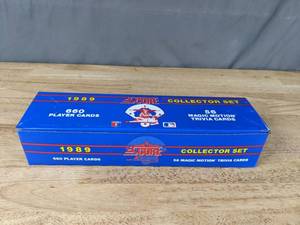 1989
SCORE
COLLECTOR SET
660
PLAYER CARDS
56
MAGIC MOTION
TRIVIA CARDS
1989
SCORE
COLLECTOR SET
660 PLAYER CARDS
56 MAGIC MOTION TRIVIA CARDS